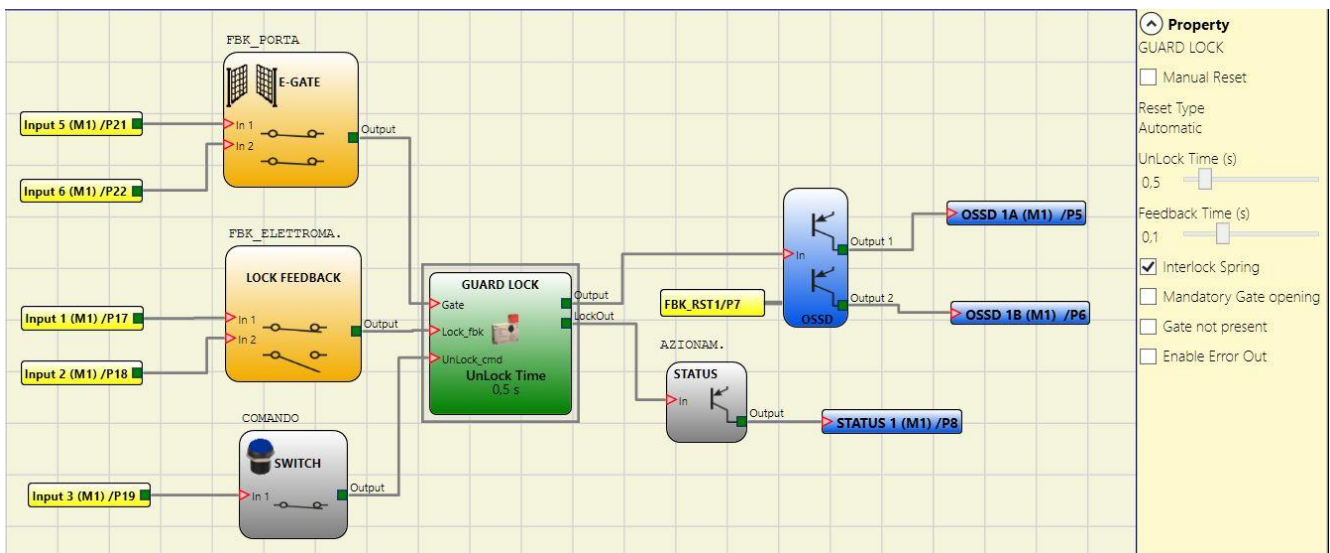 FBK_PORTA
E-GATE
Input 5 (M1) /P21
In 1
Output
In 2
Input 6 (M1) /P22
FBK_ELETTROMA.
LOCK FEEDBACK
Input 1 (M1) /P17
In 1
Output
In 2
Input 2 (M1) /P18
COMANDO
SWITCH
Input 3 (M1) /P19
In 1
Output
GUARD LOCK
Gate
Output
Lock_fbk
LockOut
UnLock_cmd
UnLock Time
0,5 s
FBK_RST1/P7
In
Output 1
Output 2
OSSD
OSSD 1A (M1) /P5
OSSD 1B (M1) /P6
AZIONAM.
STATUS
In
Output
STATUS 1 (M1) /P8
Property
GUARD LOCK
Manual Reset
Reset Type
Automatic
UnLock Time (s)
0,5
Feedback Time (s)
0,1
Interlock Spring
Mandatory Gate opening
Gate not present
Enable Error Out